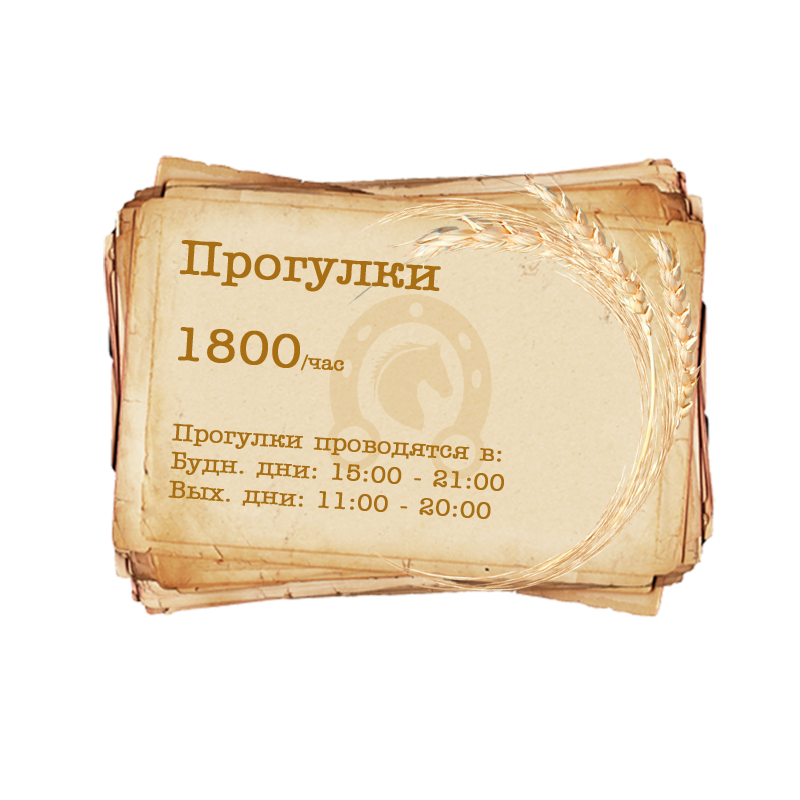 Прогулки
1800/час
Прогулки проводятся в:
Будн. дни: 15:00 - 21:00
Вых. дни: 11:00 - 20:00